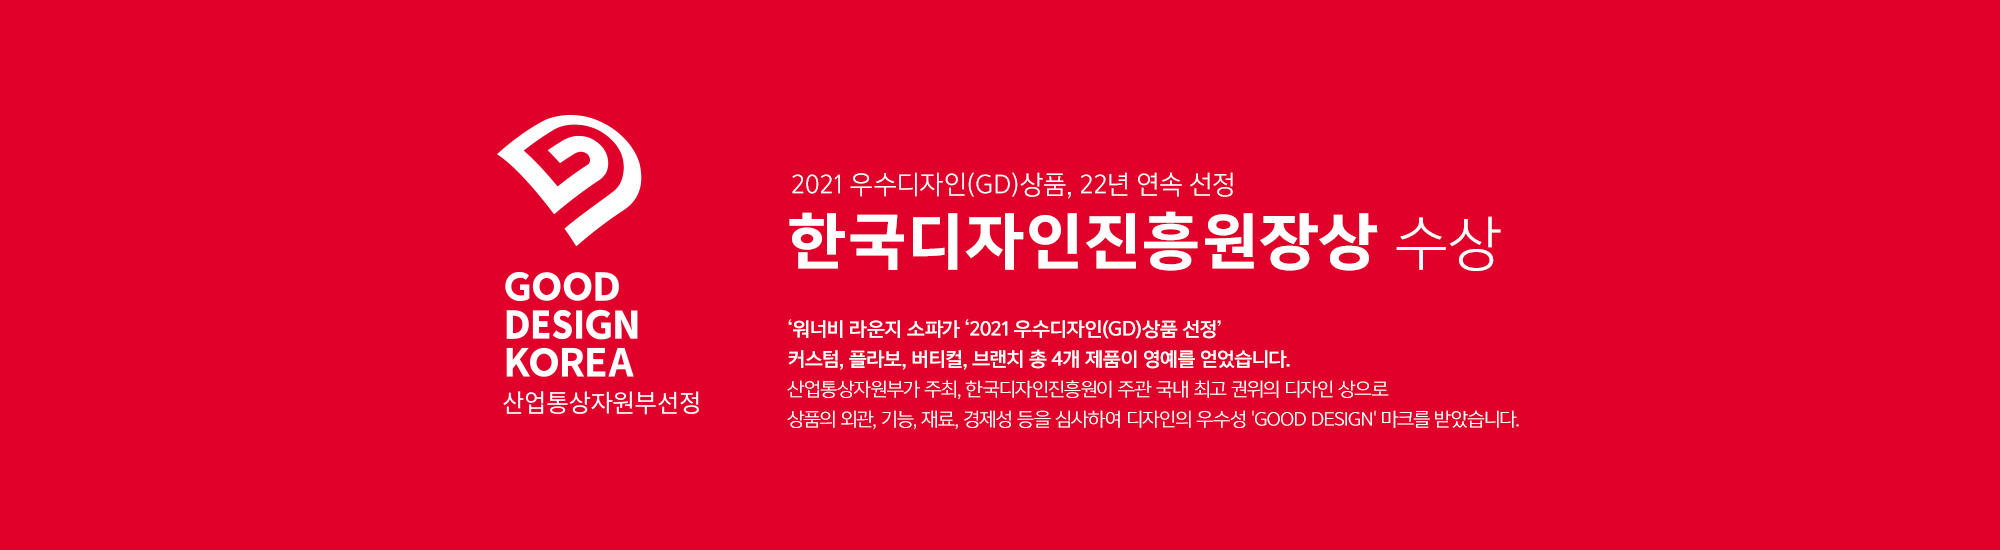 GOOD
DESIGN
KOREA
산업통상자원부선정
2021 우수디자인(GD)상품, 22년 연속 선정
한국디자인진흥원장상 수상
‘워너비 라운지 소파가 ‘2021 우수디자인(GD)상품 선정’
커스텀, 플라보, 버티컬, 브랜치 총 4개 제품이 영예를 얻었습니다.
산업통상자원부가 주최, 한국디자인진흥원이 주관 국내 최고 권위의 디자인 상으로
상품의 외관, 기능, 재료, 경제성 등을 심사하여 디자인의 우수성 'GOOD DESIGN' 마크를 받았습니다.